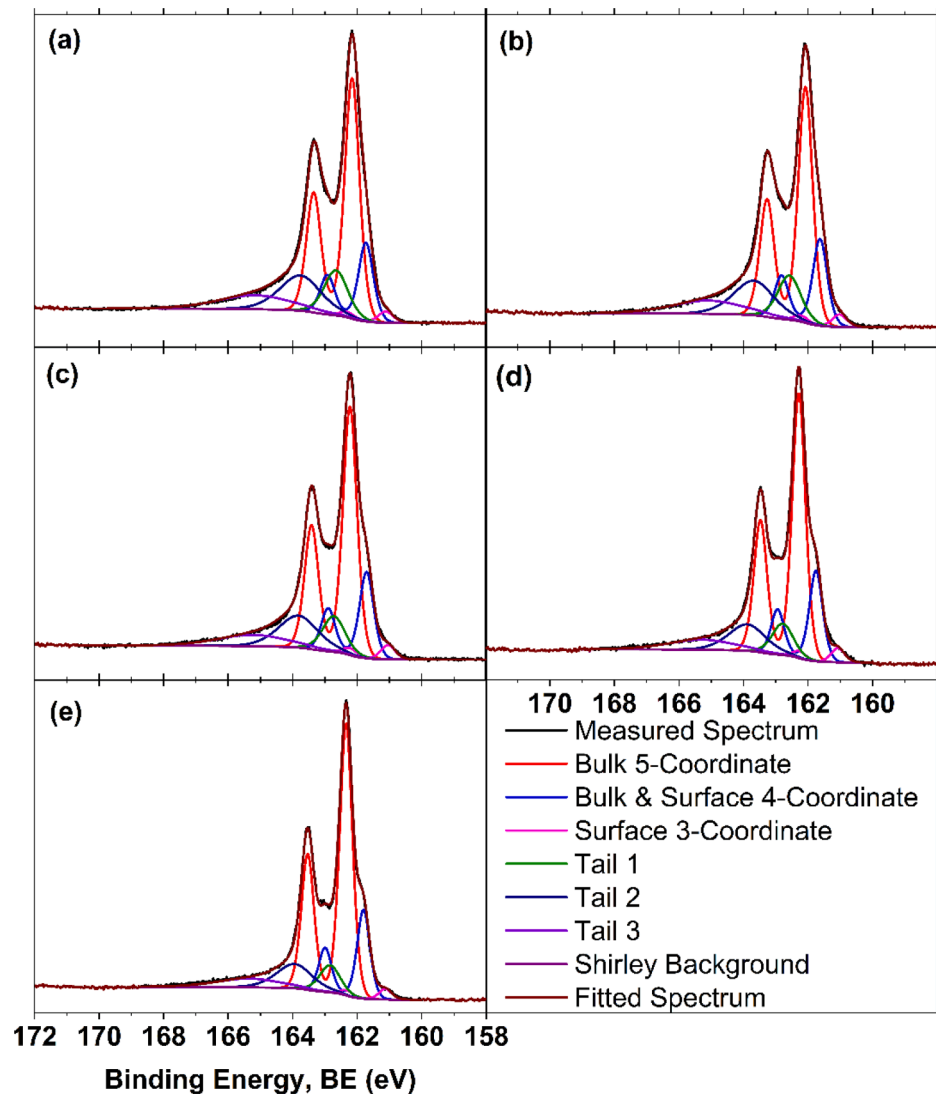 (a)
(b)
(c)
(d)
170 168 166 164 162 160
(e)
Measured Spectrum
Bulk 5-Coordinate
Bulk & Surface 4-Coordinate
Surface 3-Coordinate
Tail 1
Tail 2
Tail 3
Shirley Background
Fitted Spectrum
172 170 168 166 164 162 160 158
Binding Energy, BE (eV)